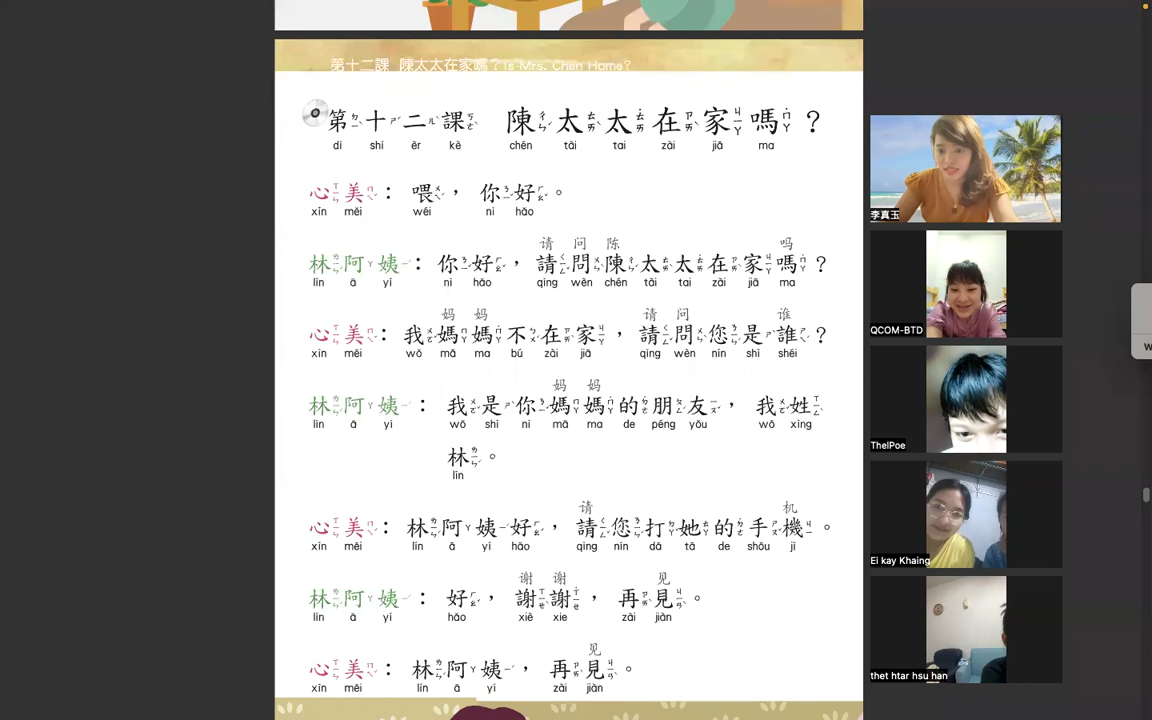 第十二課 陳太太在家嗎？Is Mrs. Chen Home?
第十二課 陳太太在家嗎？
dì shí èr kè chén tài tai zài jiā ma
心美：喂，你好。
xīn měi wéi nǐ hǎo
请 问 陈 吗
林阿姨：你好，請問陳太太在家嗎？
lín ā yí nǐ hǎo qǐng wèn chén tài tai zài jiā ma
妈 妈 请 问 谁
心美：我媽媽不在家，請問您是誰？
xīn měi wǒ mā ma bú zài jiā qǐng wèn nín shì shéi
妈 妈
林阿姨：我是你媽媽的朋友，我姓
lín ā yí wǒ shì nǐ mā ma de péng yǒu wǒ xìng
林。
lín
请 机
心美：林阿姨好，請您打她的手機。
xīn měi lín ā yí hǎo qǐng nín dǎ tā de shǒu jī
谢 谢 见
林阿姨：好，謝謝，再見。
lín ā yí hǎo xiè xie zài jiàn
见
心美：林阿姨，再見。
xīn měi lín ā yí zài jiàn
李真玉
QCOM-BTD
ThelPoe
Ei kay Khaing
thet htar hsu han